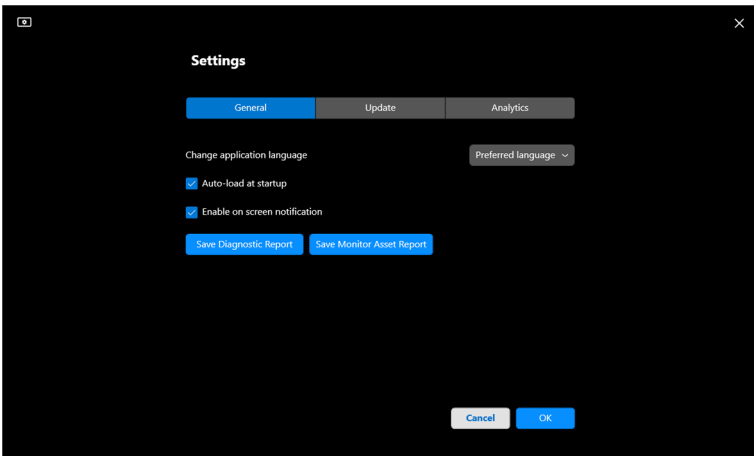 Settings
General Update Analytics
Change application language Preferred language
Auto-load at startup
Enable on screen notification
Save Diagnostic Report Save Monitor Asset Report
Cancel OK